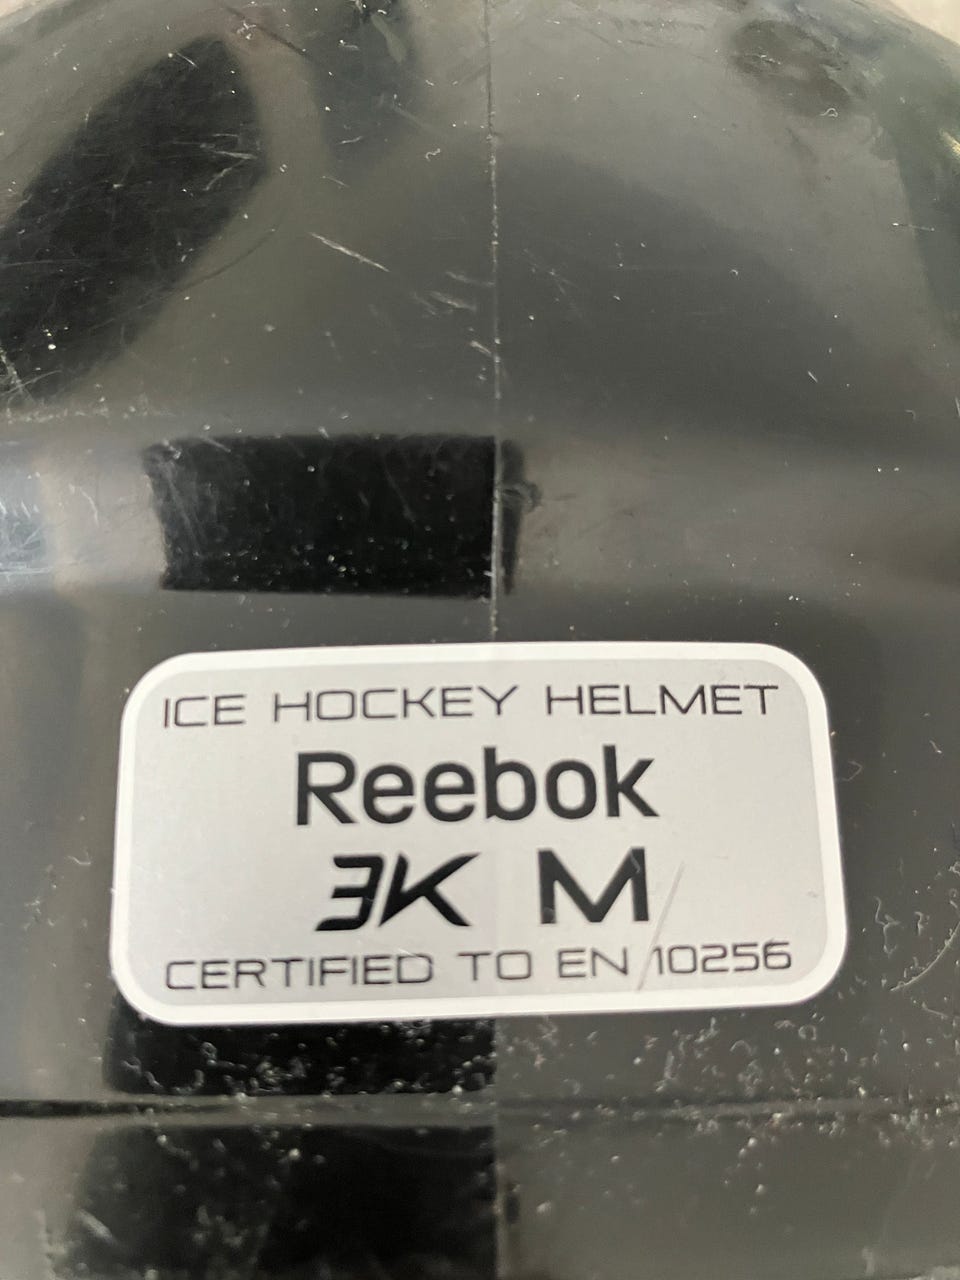 ICE HOCKEY HELMET
Reebok
3K M
CERTIFIED TO EN 10256